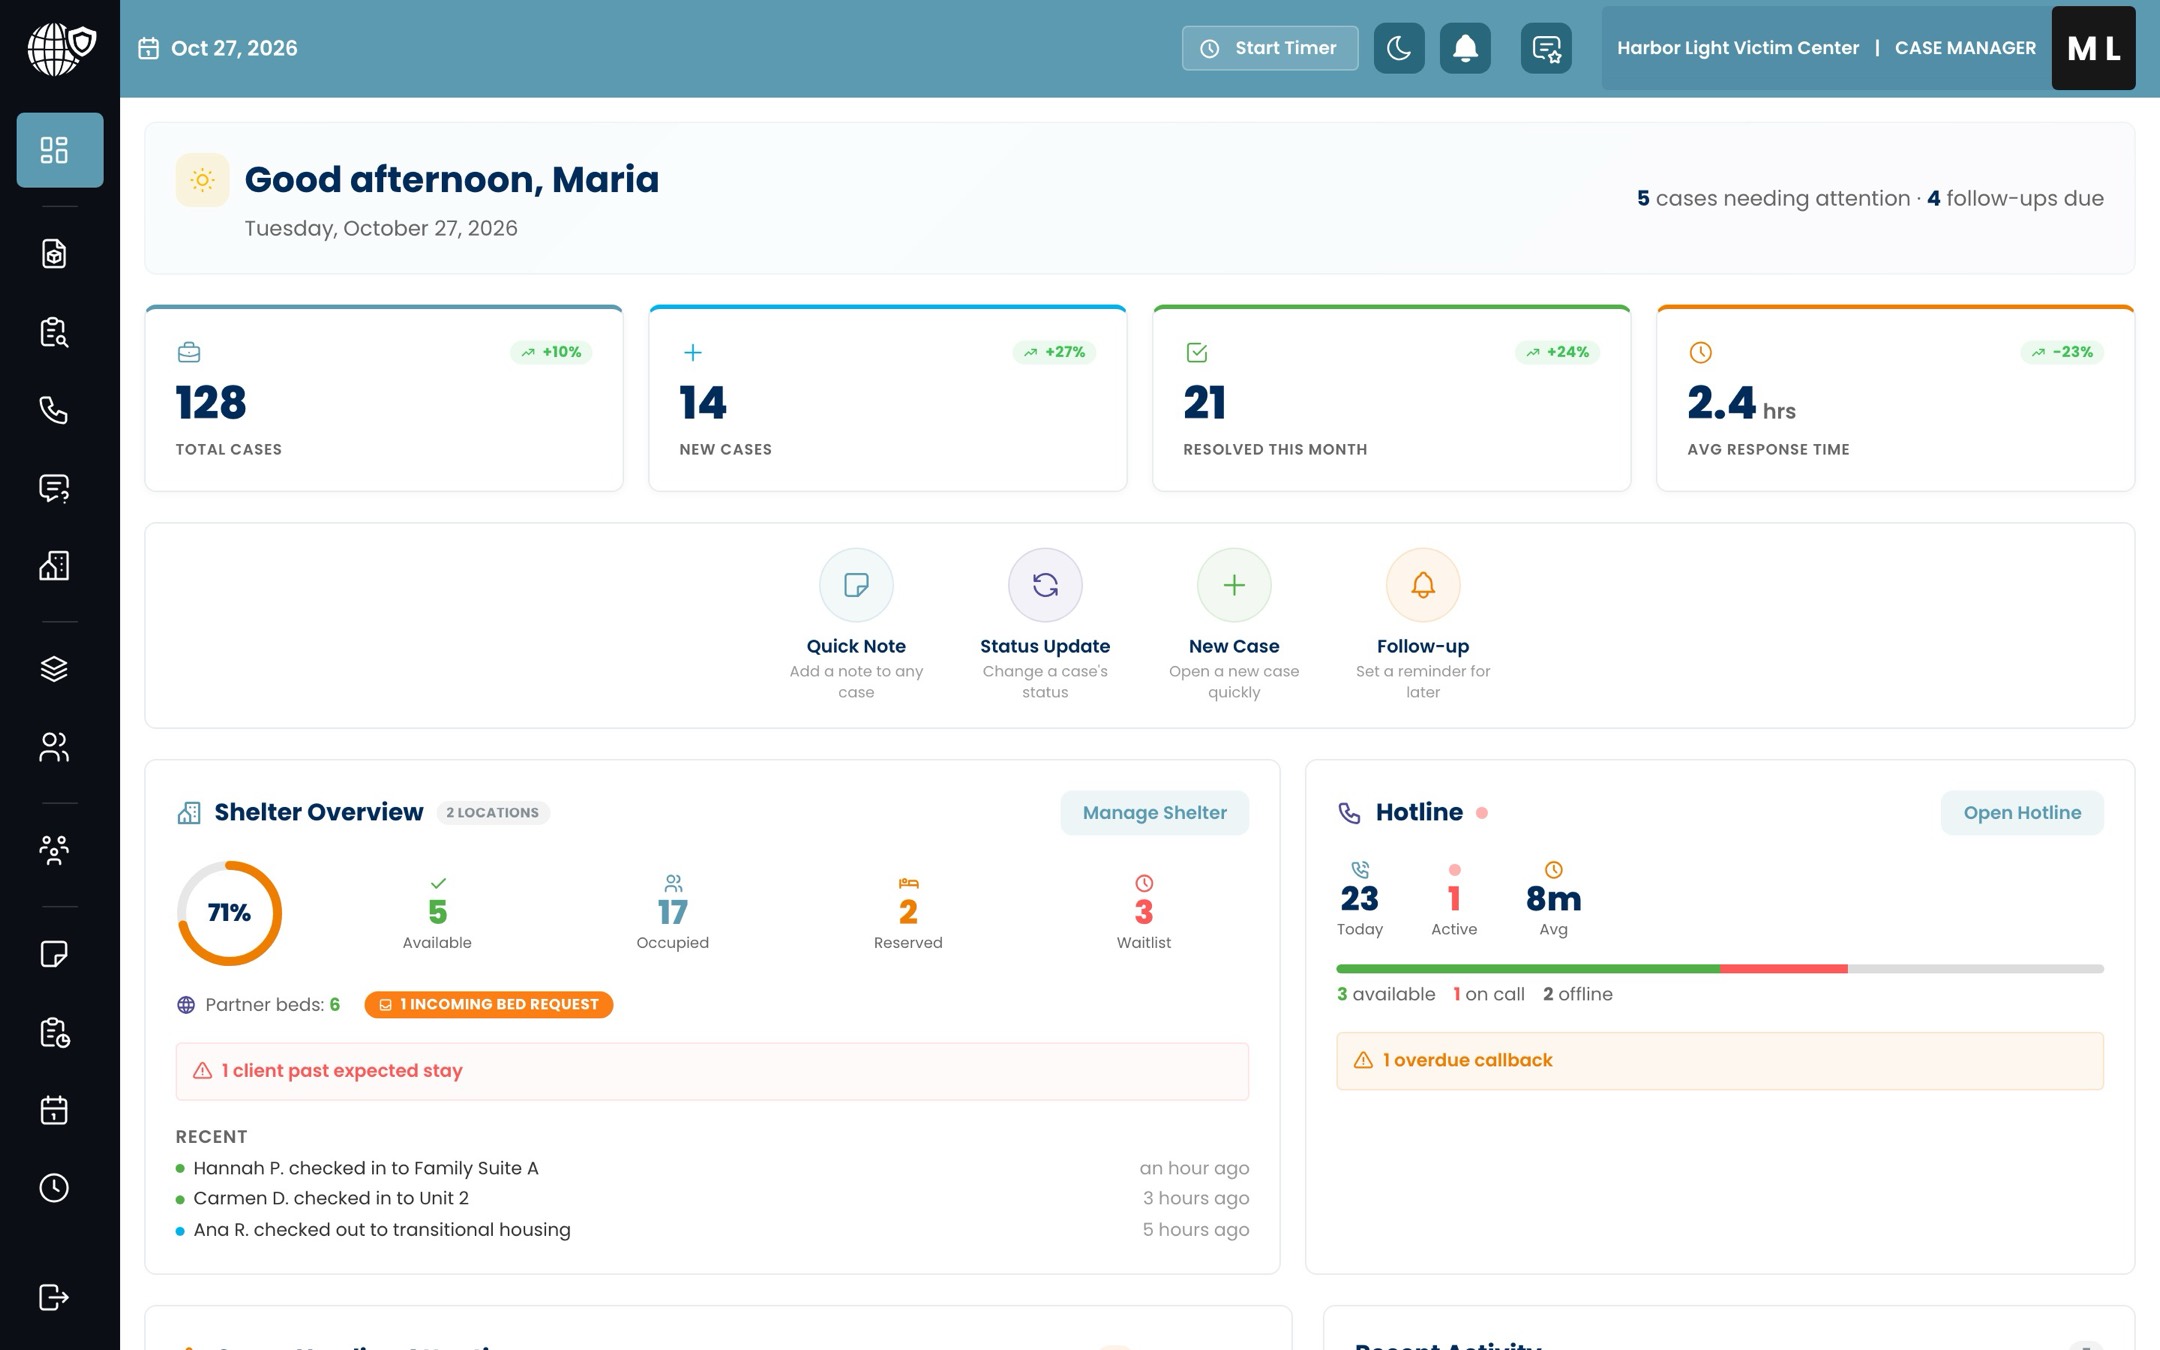 Oct 27, 2026
Start Timer
Harbor Light Victim Center | CASE MANAGER
M L
Good afternoon, Maria
Tuesday, October 27, 2026
5 cases needing attention · 4 follow-ups due
+10%
128
TOTAL CASES
+27%
14
NEW CASES
+24%
21
RESOLVED THIS MONTH
-23%
2.4 hrs
AVG RESPONSE TIME
Quick Note
Add a note to any
case
Status Update
Change a case's
status
New Case
Open a new case
quickly
Follow-up
Set a reminder for
later
Shelter Overview
2 LOCATIONS
Manage Shelter
71%
5
Available
17
Occupied
2
Reserved
3
Waitlist
Partner beds: 6
1 INCOMING BED REQUEST
1 client past expected stay
RECENT
Hannah P. checked in to Family Suite A
an hour ago
Carmen D. checked in to Unit 2
3 hours ago
Ana R. checked out to transitional housing
5 hours ago
Hotline
Open Hotline
23
Today
1
Active
8m
Avg
3 available
1 on call
2 offline
1 overdue callback
Recent Activity